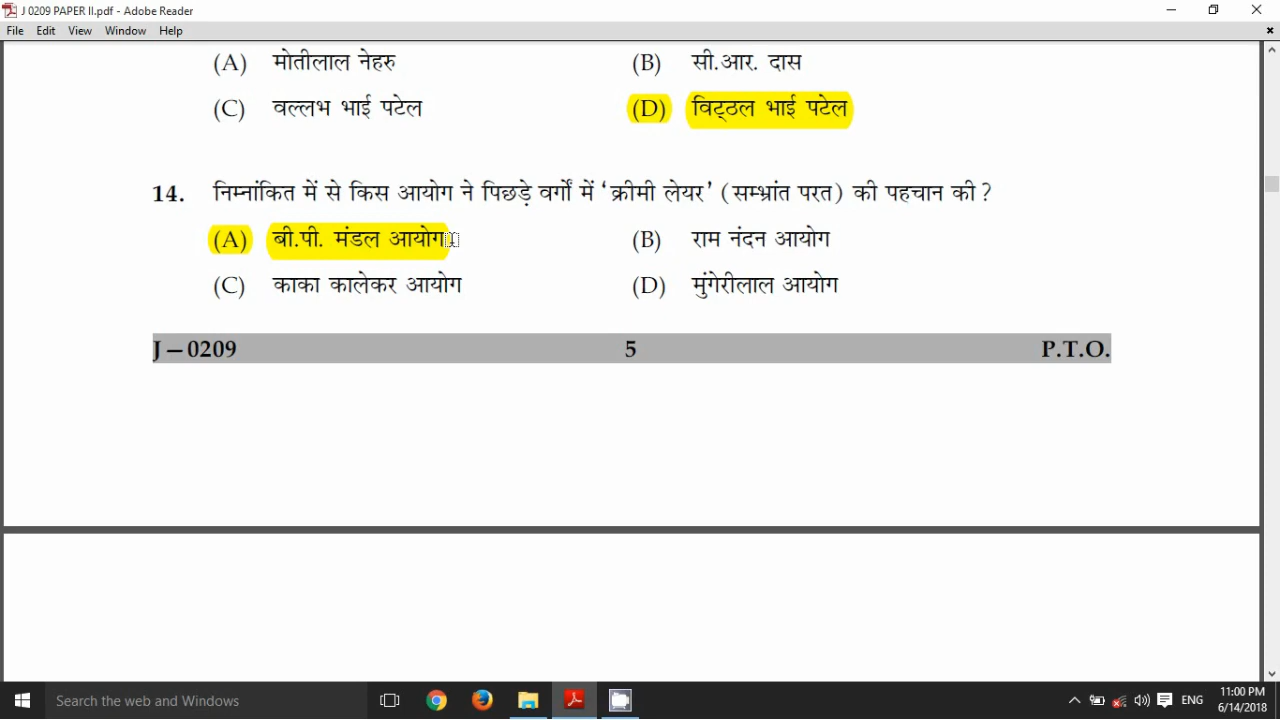 J 0209 PAPER II.pdf - Adobe Reader
File Edit View Window Help
(A) मोतीलाल नेहरु (B) सी.आर. दास
(C) वल्लभ भाई पटेल (D) विट्ठल भाई पटेल
14. निम्नांकित में से किस आयोग ने पिछड़े वर्गों में ‘क्रीमी लेयर’ (सम्भ्रांत परत) की पहचान की ?
(A) बी.पी. मंडल आयोग (B) राम नंदन आयोग
(C) काका कालेकर आयोग (D) मुंगेरीलाल आयोग
J – 0209 5 P.T.O.
Search the web and Windows ENG 11:00 PM
6/14/2018